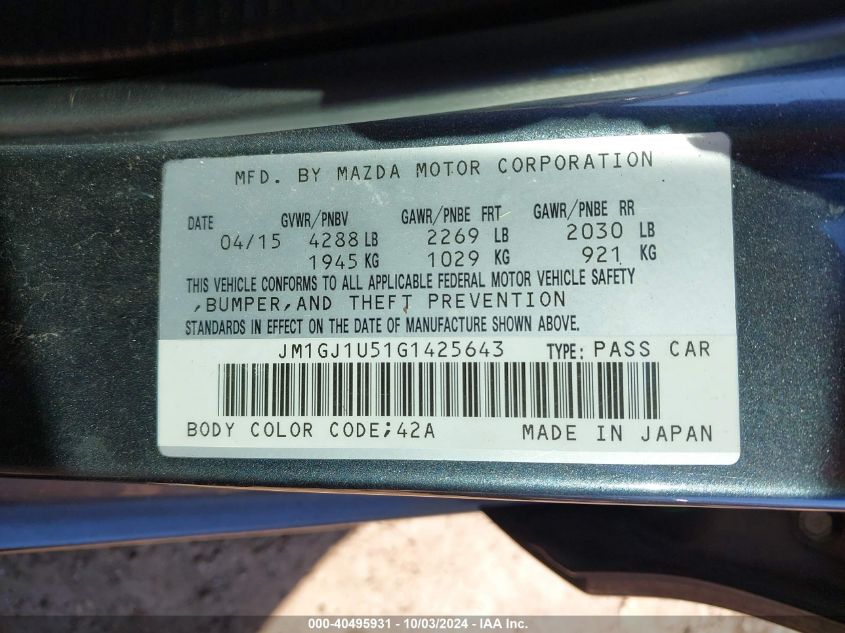 MFD. BY MAZDA MOTOR CORPORATION
DATE GVWR/PNBV GAWR/PNBE FRT GAWR/PNBE RR
04/15 4288 LB 2269 LB 2030 LB
1945 KG 1029 KG 921 KG
THIS VEHICLE CONFORMS TO ALL APPLICABLE FEDERAL MOTOR VEHICLE SAFETY
,BUMPER,AND THEFT PREVENTION
STANDARDS IN EFFECT ON THE DATE OF MANUFACTURE SHOWN ABOVE.
JM1GJ1U51G1425643 TYPE: PASS CAR
BODY COLOR CODE;42A MADE IN JAPAN
000-40495931 - 10/03/2024 - IAA Inc.